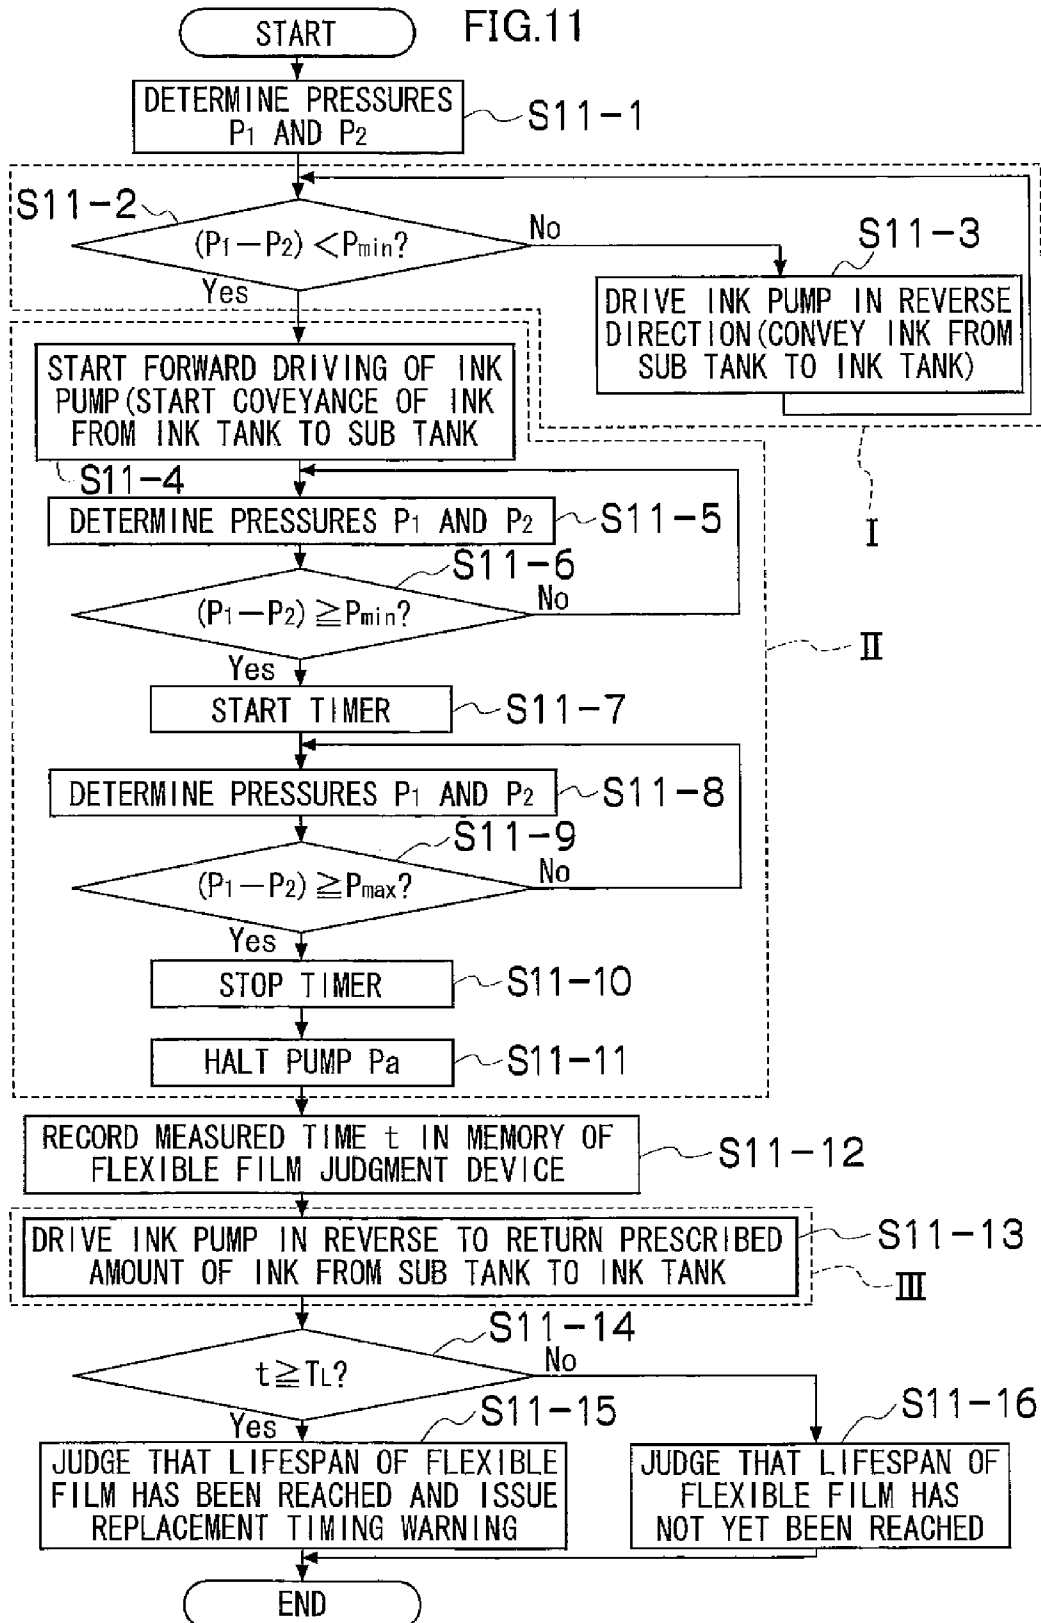 FIG.11
START
DETERMINE PRESSURES
P1 AND P2
S11-1
S11-2
(P1-P2) <Pmin?
No
Yes
S11-3
DRIVE INK PUMP IN REVERSE
DIRECTION(CONVEY INK FROM
SUB TANK TO INK TANK)
I
START FORWARD DRIVING OF INK
PUMP(START COVEYANCE OF INK
FROM INK TANK TO SUB TANK
S11-4
DETERMINE PRESSURES P1 AND P2
S11-5
S11-6
(P1-P2) ≧Pmin?
No
Yes
II
START TIMER
S11-7
DETERMINE PRESSURES P1 AND P2
S11-8
S11-9
(P1-P2) ≧Pmax?
No
Yes
STOP TIMER
S11-10
HALT PUMP Pa
S11-11
RECORD MEASURED TIME t IN MEMORY OF
FLEXIBLE FILM JUDGMENT DEVICE
S11-12
DRIVE INK PUMP IN REVERSE TO RETURN PRESCRIBED
AMOUNT OF INK FROM SUB TANK TO INK TANK
S11-13
III
S11-14
t≧TL?
No
Yes
S11-15
JUDGE THAT LIFESPAN OF FLEXIBLE
FILM HAS BEEN REACHED AND ISSUE
REPLACEMENT TIMING WARNING
S11-16
JUDGE THAT LIFESPAN OF
FLEXIBLE FILM HAS
NOT YET BEEN REACHED
END